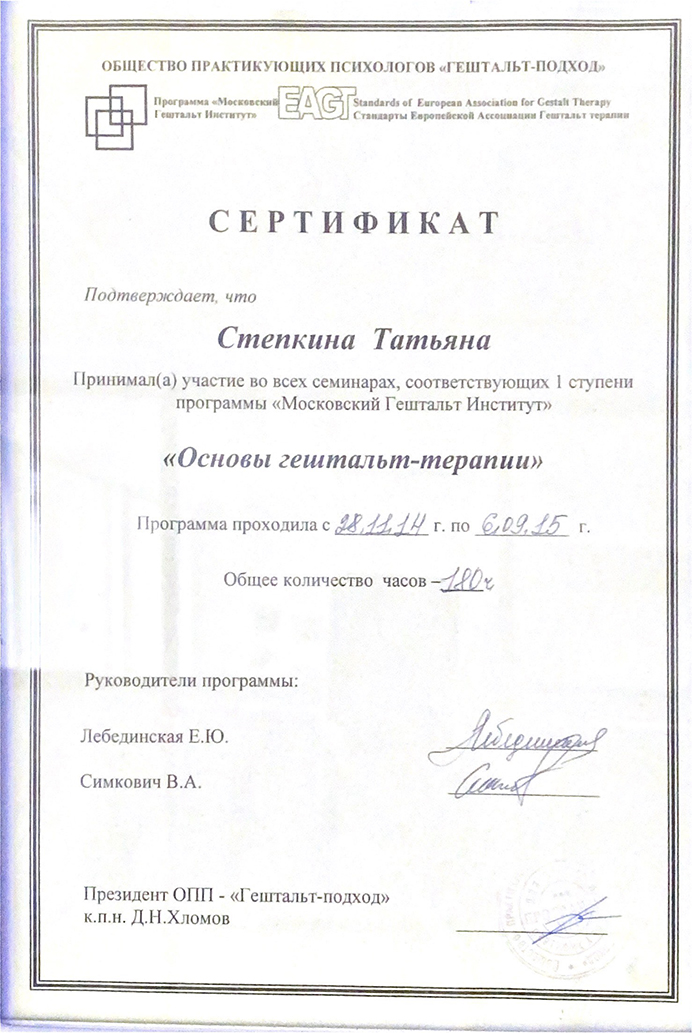 ОБЩЕСТВО ПРАКТИКУЮЩИХ ПСИХОЛОГОВ «ГЕШТАЛЬТ-ПОДХОД»
Программа «Московский EAGT Standards of European Association for Gestalt Therapy
Гештальт Институт» Стандарты Европейской Ассоциации Гештальт терапии
СЕРТИФИКАТ
Подтверждает, что
Степкина Татьяна
Принимал(а) участие во всех семинарах, соответствующих 1 ступени
программы «Московский Гештальт Институт»
«Основы гештальт-терапии»
Программа проходила с 28.11.14 г. по 6.09.15 г.
Общее количество часов – 180ч
Руководители программы:
Лебединская Е.Ю.
Симкович В.А.
Президент ОПП - «Гештальт-подход»
к.п.н. Д.Н.Хломов